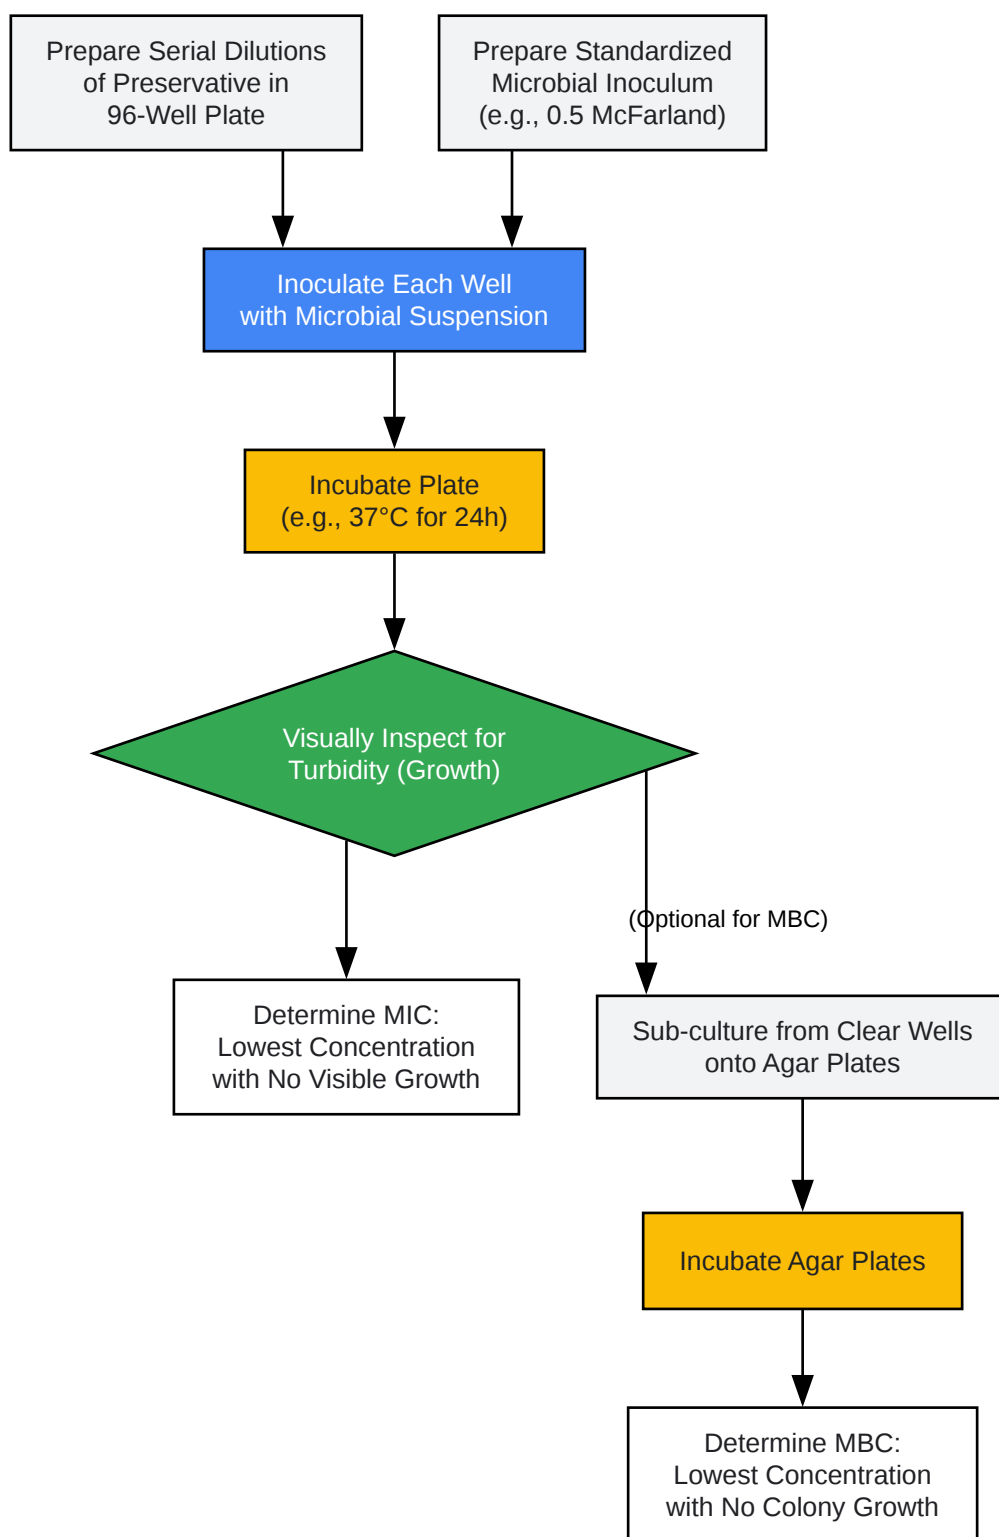 Prepare Serial Dilutions
of Preservative in
96-Well Plate
Prepare Standardized
Microbial Inoculum
(e.g., 0.5 McFarland)
Inoculate Each Well
with Microbial Suspension
Incubate Plate
(e.g., 37°C for 24h)
Visually Inspect for
Turbidity (Growth)
(Optional for MBC)
Determine MIC:
Lowest Concentration
with No Visible Growth
Sub-culture from Clear Wells
onto Agar Plates
Incubate Agar Plates
Determine MBC:
Lowest Concentration
with No Colony Growth